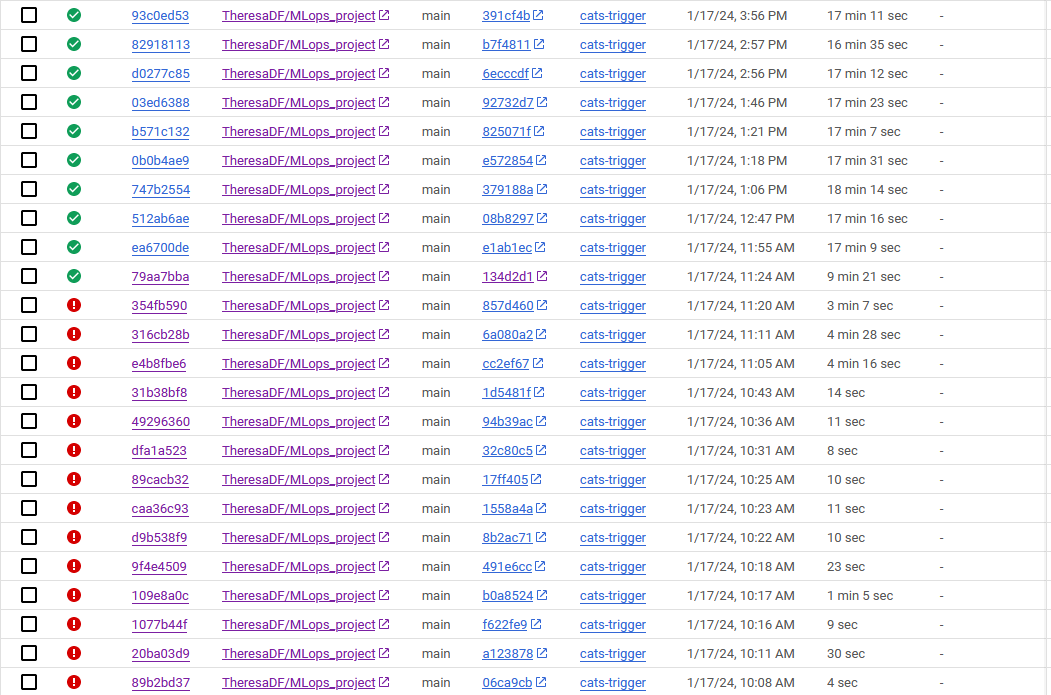 93c0ed53 TheresaDF/MLops_project main 391cf4b cats-trigger 1/17/24, 3:56 PM 17 min 11 sec -
82918113 TheresaDF/MLops_project main b7f4811 cats-trigger 1/17/24, 2:57 PM 16 min 35 sec -
d0277c85 TheresaDF/MLops_project main 6ecccdf cats-trigger 1/17/24, 2:56 PM 17 min 12 sec -
03ed6388 TheresaDF/MLops_project main 92732d7 cats-trigger 1/17/24, 1:46 PM 17 min 23 sec -
b571c132 TheresaDF/MLops_project main 825071f cats-trigger 1/17/24, 1:21 PM 17 min 7 sec -
0b0b4ae9 TheresaDF/MLops_project main e572854 cats-trigger 1/17/24, 1:18 PM 17 min 31 sec -
747b2554 TheresaDF/MLops_project main 379188a cats-trigger 1/17/24, 1:06 PM 18 min 14 sec -
512ab6ae TheresaDF/MLops_project main 08b8297 cats-trigger 1/17/24, 12:47 PM 17 min 16 sec -
ea6700de TheresaDF/MLops_project main e1ab1ec cats-trigger 1/17/24, 11:55 AM 17 min 9 sec -
79aa7bba TheresaDF/MLops_project main 134d2d1 cats-trigger 1/17/24, 11:24 AM 9 min 21 sec -
354fb590 TheresaDF/MLops_project main 857d460 cats-trigger 1/17/24, 11:20 AM 3 min 7 sec -
316cb28b TheresaDF/MLops_project main 6a080a2 cats-trigger 1/17/24, 11:11 AM 4 min 28 sec -
e4b8fbe6 TheresaDF/MLops_project main cc2ef67 cats-trigger 1/17/24, 11:05 AM 4 min 16 sec -
31b38bf8 TheresaDF/MLops_project main 1d5481f cats-trigger 1/17/24, 10:43 AM 14 sec -
49296360 TheresaDF/MLops_project main 94b39ac cats-trigger 1/17/24, 10:36 AM 11 sec -
dfa1a523 TheresaDF/MLops_project main 32c80c5 cats-trigger 1/17/24, 10:31 AM 8 sec -
89cacb32 TheresaDF/MLops_project main 17ff405 cats-trigger 1/17/24, 10:25 AM 10 sec -
caa36c93 TheresaDF/MLops_project main 1558a4a cats-trigger 1/17/24, 10:23 AM 11 sec -
d9b538f9 TheresaDF/MLops_project main 8b2ac71 cats-trigger 1/17/24, 10:22 AM 10 sec -
9f4e4509 TheresaDF/MLops_project main 491e6cc cats-trigger 1/17/24, 10:18 AM 23 sec -
109e8a0c TheresaDF/MLops_project main b0a8524 cats-trigger 1/17/24, 10:17 AM 1 min 5 sec -
1077b44f TheresaDF/MLops_project main f622fe9 cats-trigger 1/17/24, 10:16 AM 9 sec -
20ba03d9 TheresaDF/MLops_project main a123878 cats-trigger 1/17/24, 10:11 AM 30 sec -
89b2bd37 TheresaDF/MLops_project main 06ca9cb cats-trigger 1/17/24, 10:08 AM 4 sec -